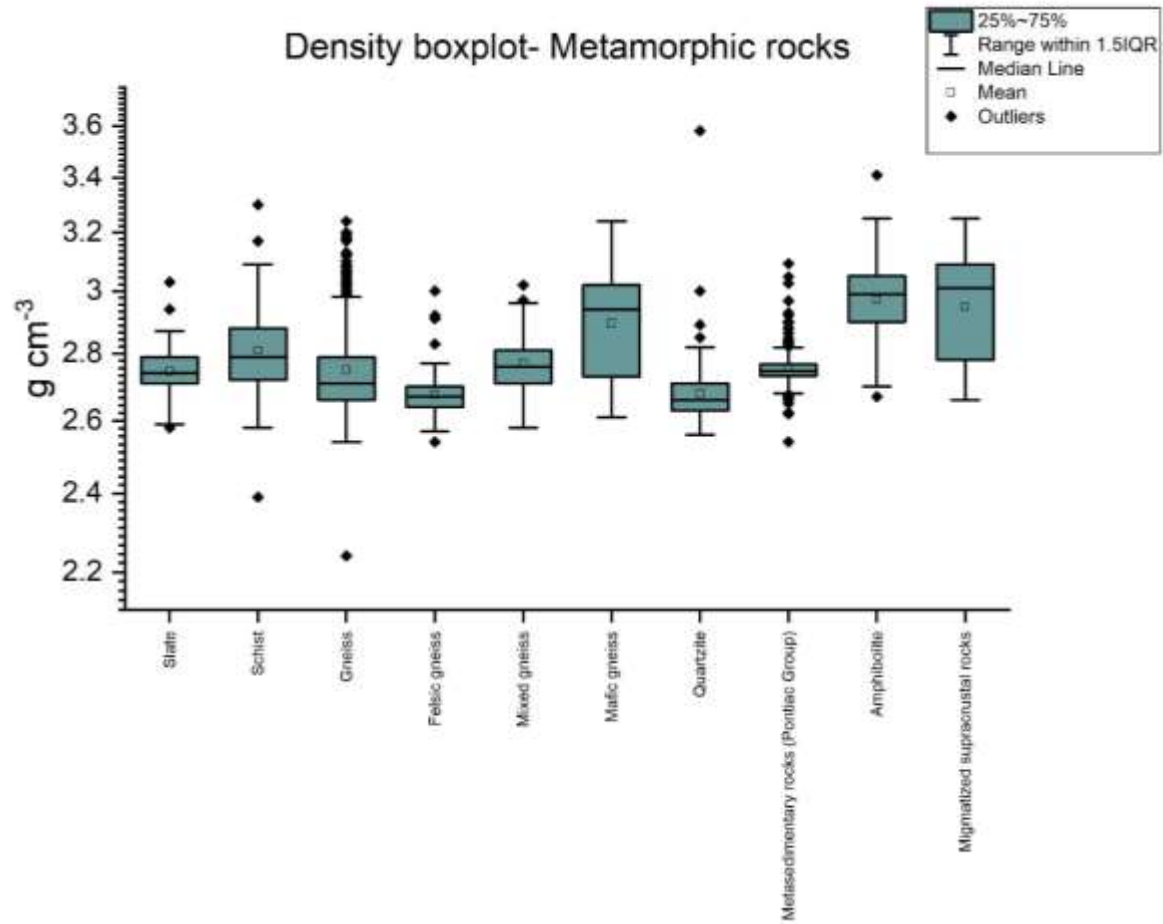 Density boxplot- Metamorphic rocks
25%~75%
Range within 1.5IQR
Median Line
Mean
Outliers
g cm-3
3.6
3.4
3.2
3
2.8
2.6
2.4
2.2
Slate
Schist
Gneiss
Felsic gneiss
Mixed gneiss
Mafic gneiss
Quartzite
Metasedimentary rocks (Pontiac Group)
Amphibolite
Migmatized supracrustal rocks